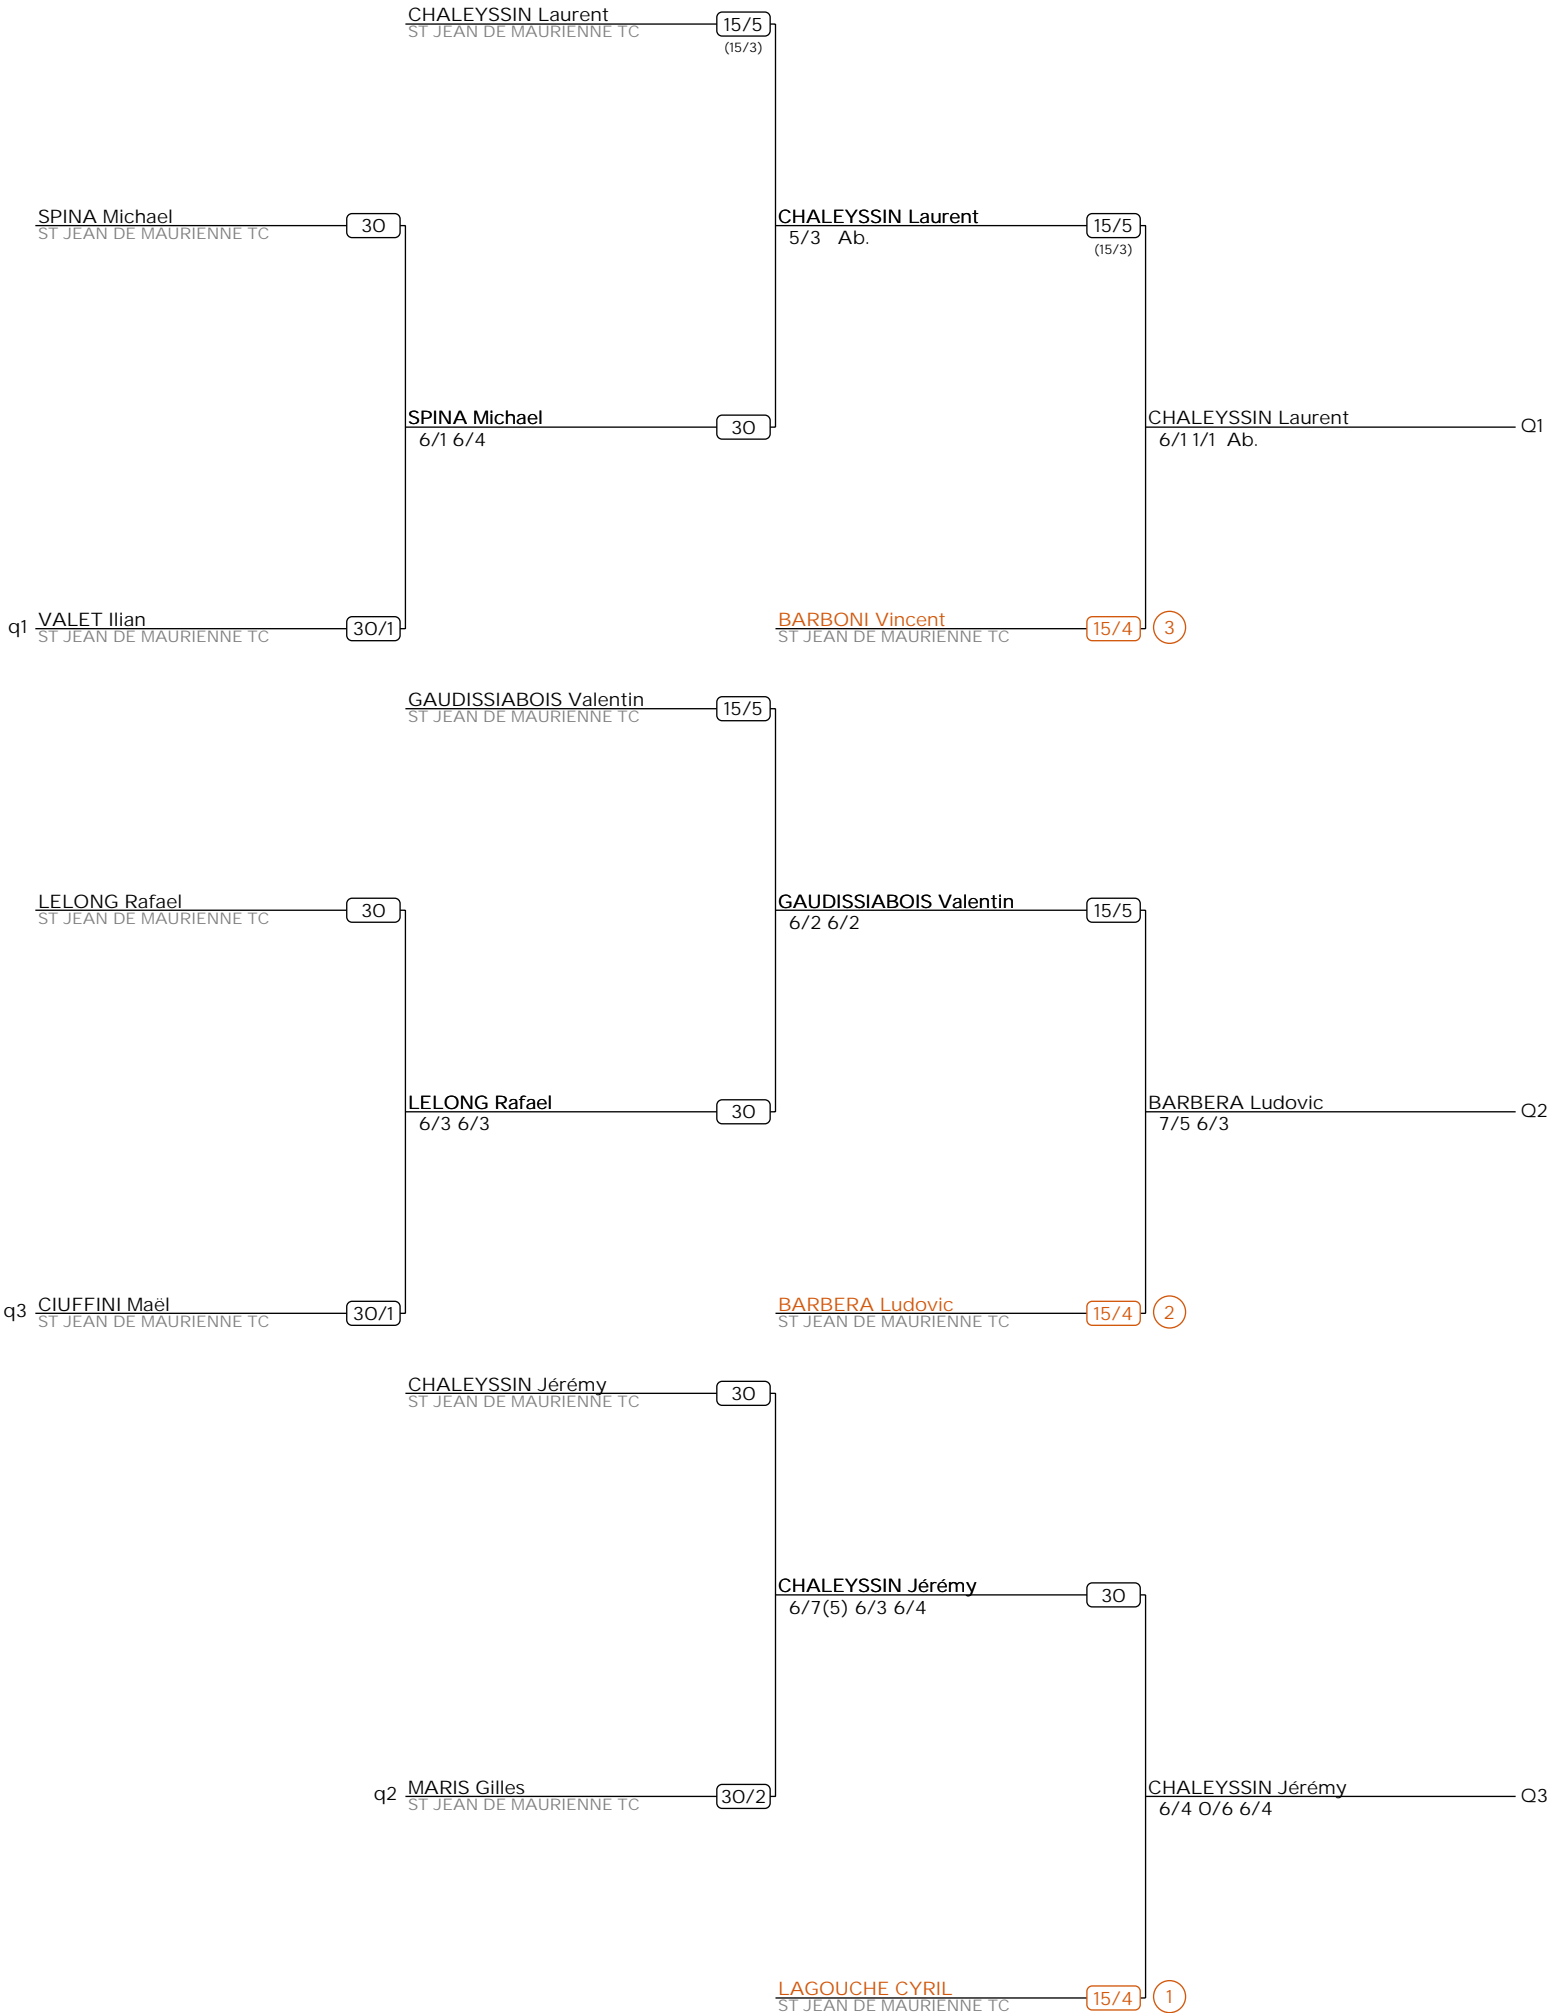 CHALEYSSIN Laurent
ST JEAN DE MAURIENNE TC
15/5
(15/3)
SPINA Michael
ST JEAN DE MAURIENNE TC
30
CHALEYSSIN Laurent
5/3 Ab.
15/5
(15/3)
SPINA Michael
6/1 6/4
30
CHALEYSSIN Laurent
6/1 1/1 Ab.
Q1
q1
VALET Ilian
ST JEAN DE MAURIENNE TC
30/1
BARBONI Vincent
ST JEAN DE MAURIENNE TC
15/4
3
GAUDISSIABOIS Valentin
ST JEAN DE MAURIENNE TC
15/5
LELONG Rafael
ST JEAN DE MAURIENNE TC
30
GAUDISSIABOIS Valentin
6/2 6/2
15/5
LELONG Rafael
6/3 6/3
30
BARBERA Ludovic
7/5 6/3
Q2
q3
CIUFFINI Maël
ST JEAN DE MAURIENNE TC
30/1
BARBERA Ludovic
ST JEAN DE MAURIENNE TC
15/4
2
CHALEYSSIN Jérémy
ST JEAN DE MAURIENNE TC
30
CHALEYSSIN Jérémy
6/7(5) 6/3 6/4
30
q2
MARIS Gilles
ST JEAN DE MAURIENNE TC
30/2
CHALEYSSIN Jérémy
6/4 0/6 6/4
Q3
LAGOUCHE CYRIL
ST JEAN DE MAURIENNE TC
15/4
1